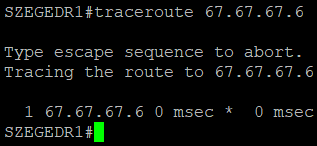 SZEGEDR1#traceroute 67.67.67.6
Type escape sequence to abort.
Tracing the route to 67.67.67.6
1 67.67.67.6 0 msec * 0 msec
SZEGEDR1#